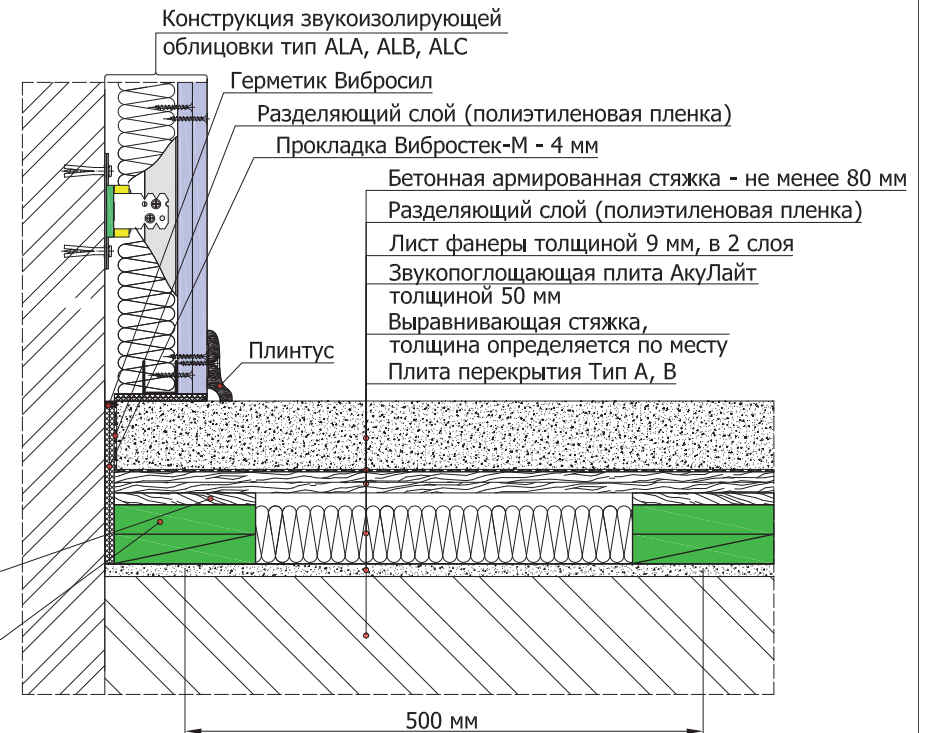 Конструкция звукоизолирующей
облицовки тип ALA, ALB, ALC
Герметик Вибросил
Разделяющий слой (полиэтиленовая пленка)
Прокладка Вибростек-М - 4 мм
Бетонная армированная стяжка - не менее 80 мм
Разделяющий слой (полиэтиленовая пленка)
Лист фанеры толщиной 9 мм, в 2 слоя
Звукопоглощающая плита АкуЛайт
толщиной 50 мм
Выравнивающая стяжка,
толщина определяется по месту
Плита перекрытия Тип А, В
Плинтус
500 мм